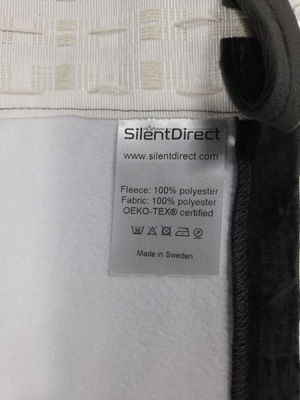 SilentDirect
www.silentdirect.com
Fleece: 100% polyester
Fabric: 100% polyester
OEKO-TEX® certified
Made in Sweden